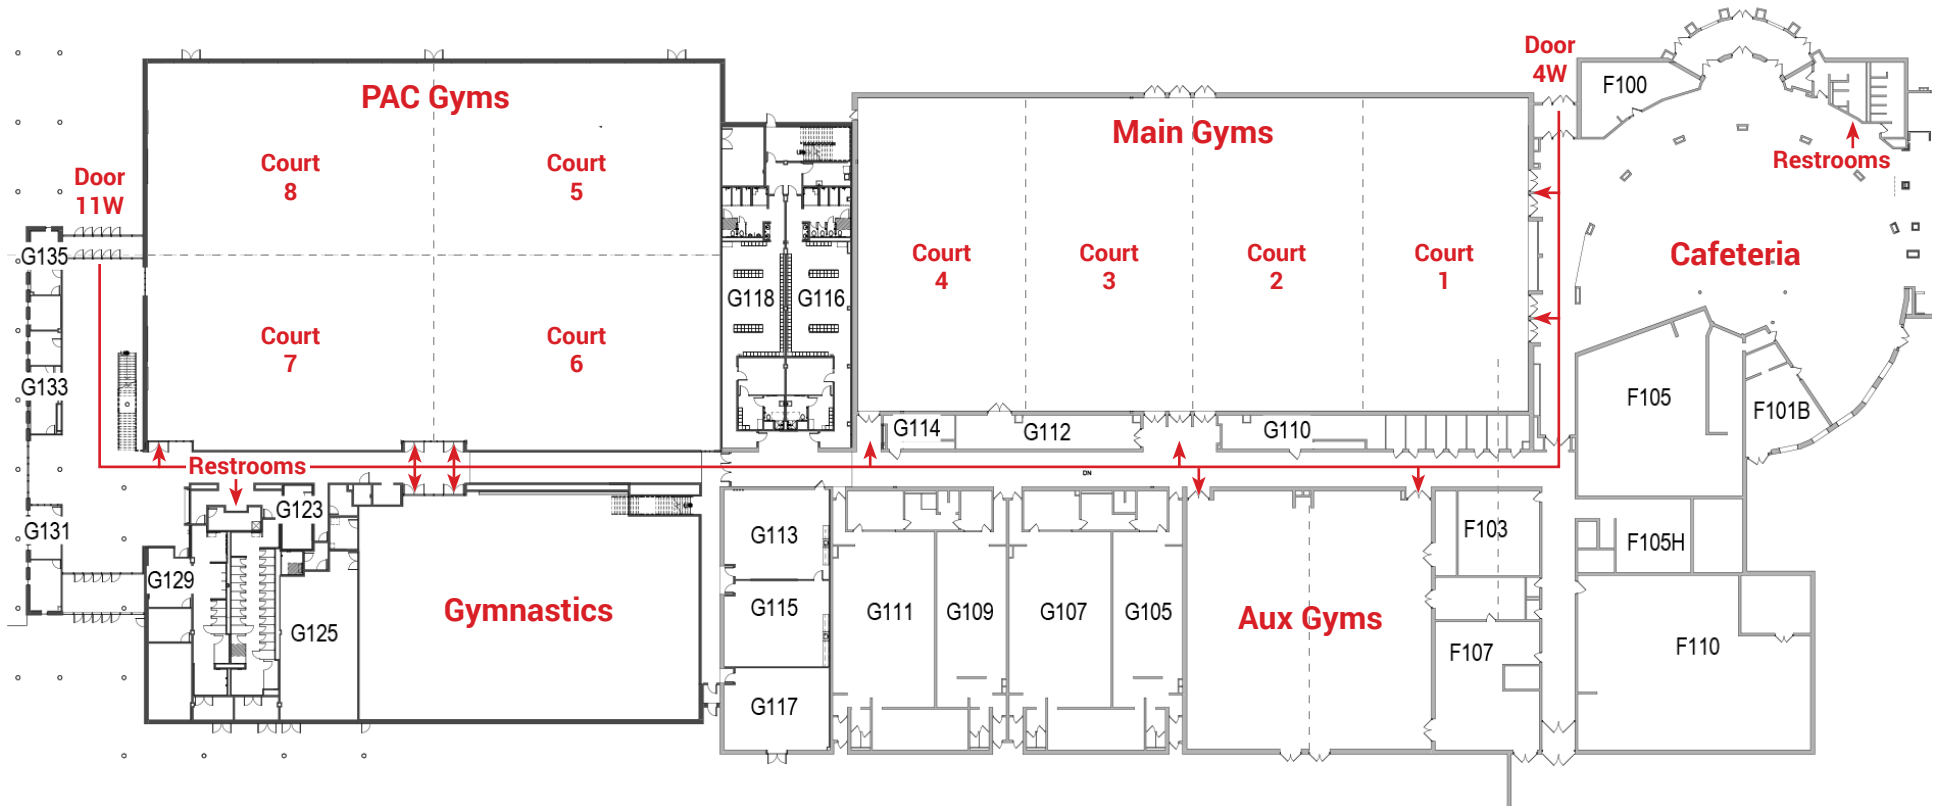 PAC Gyms
Court
8
Court
5
Court
7
Court
6
Door
11W
G135
G133
G131
G129
Restrooms
G123
G125
Gymnastics
G118
G116
Main Gyms
Court
4
Court
3
Court
2
Court
1
G114
G112
G110
DN
G113
G115
G117
G111
G109
G107
G105
Aux Gyms
F103
F107
Door
4W
F100
Restrooms
Cafeteria
F105
F101B
F105H
F110